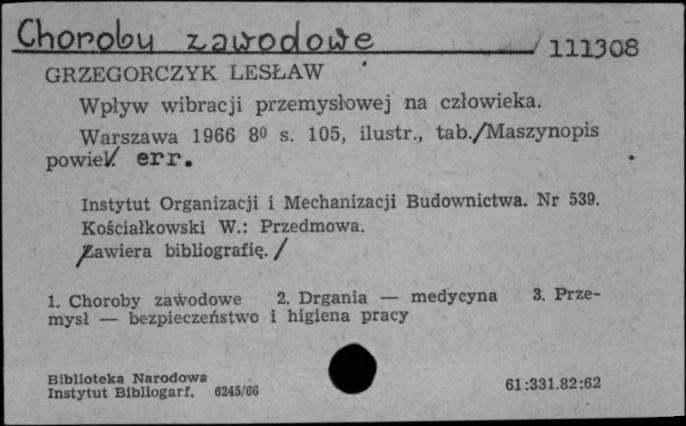 Choroby zawodowe
111308
GRZEGORCZYK LESŁAW
Wpływ wibracji przemysłowej na człowieka.
Warszawa 1966 8⁰ s. 105, ilustr., tab./Maszynopis
powiel/. err.
Instytut Organizacji i Mechanizacji Budownictwa. Nr 539.
Kościałkowski W.: Przedmowa.
/Zawiera bibliografię./
1. Choroby zawodowe 2. Drgania — medycyna 3. Prze-
mysł — bezpieczeństwo i higiena pracy
Biblioteka Narodowa
Instytut Bibliogarf. 6245/66
61:331.82:62